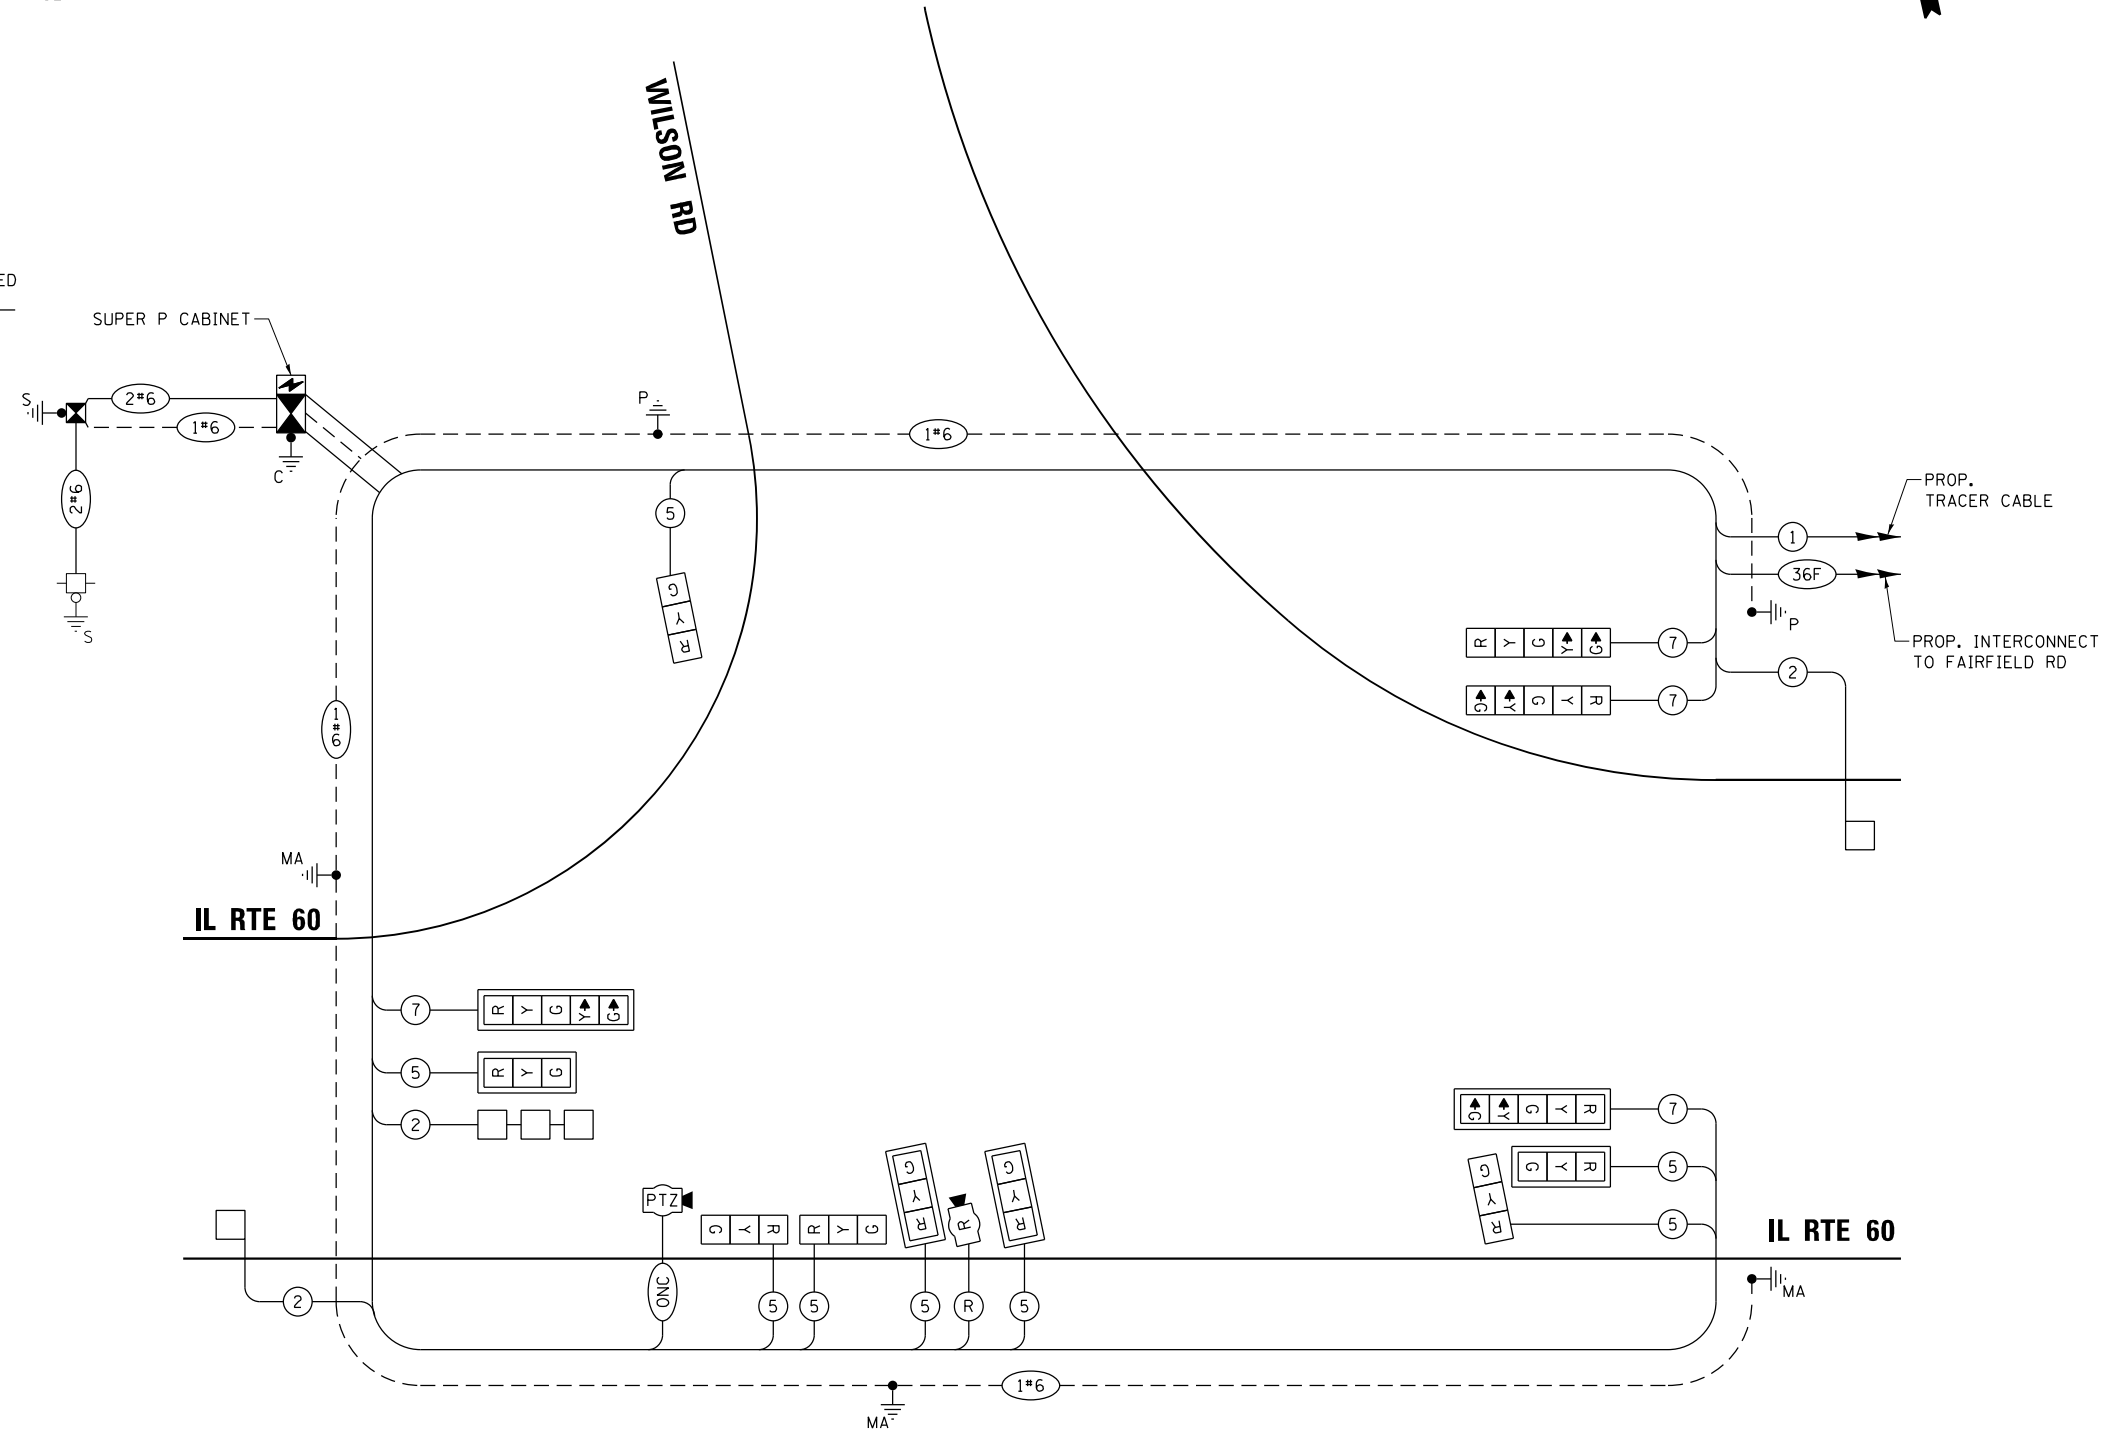 WILSON RD
ED
SUPER P CABINET
S
2#6
1#6
C
2#6
S
P
1#6
5
G Y R
PROP.
TRACER CABLE
1
36F
P
PROP. INTERCONNECT
TO FAIRFIELD RD
R Y G Y G
7
2
G Y G Y R
7
1#6
MA
IL RTE 60
7
R Y G Y G
5
R Y G
2
2
PTZ
ONC
G Y R
5
R Y G
5
G Y R
5
R
R
G Y R
5
G Y G Y R
7
G Y R
5
G Y R
5
IL RTE 60
MA
1#6
MA